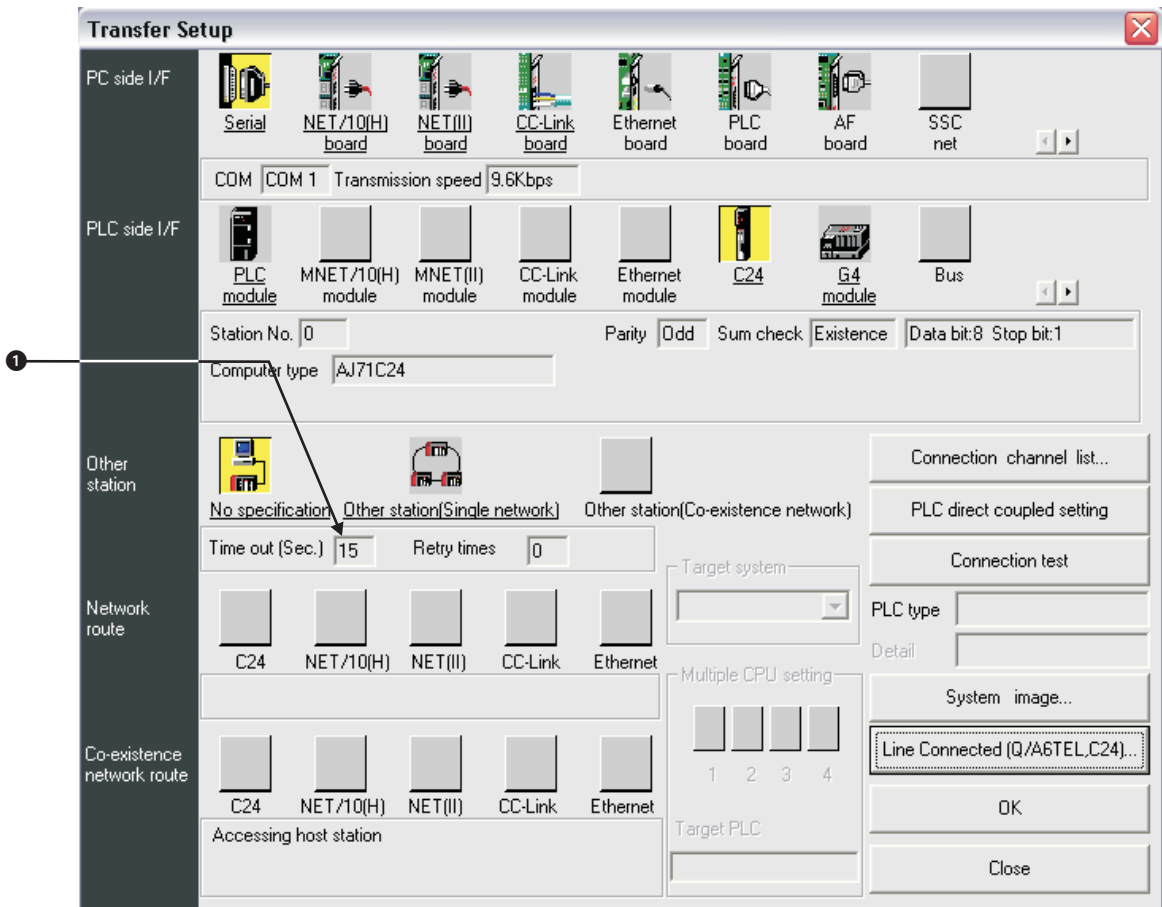 Transfer Setup
PC side I/F
Serial
NET/10(H) board
NET(II) board
CC-Link board
Ethernet board
PLC board
AF board
SSC net
COM COM 1 Transmission speed 9.6Kbps
PLC side I/F
PLC module
MNET/10(H) module
MNET(II) module
CC-Link module
Ethernet module
C24
G4 module
Bus
Station No. 0 Parity Odd Sum check Existence Data bit:8 Stop bit:1
1
Computer type AJ71C24
Other station
No specification Other station(Single network) Other station(Co-existence network)
Time out (Sec.) 15 Retry times 0
Connection channel list...
PLC direct coupled setting
Connection test
Target system
PLC type
Detail
Network route
C24 NET/10(H) NET(II) CC-Link Ethernet
Multiple CPU setting
1 2 3 4
System image...
Line Connected (Q/A6TEL,C24)...
Co-existence network route
C24 NET/10(H) NET(II) CC-Link Ethernet
Accessing host station
Target PLC
OK
Close